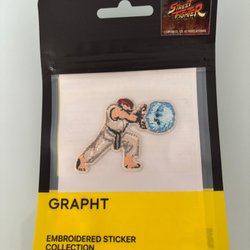 STREET
FIGHTER
GRAPHT
EMBROIDERED STICKER
COLLECTION